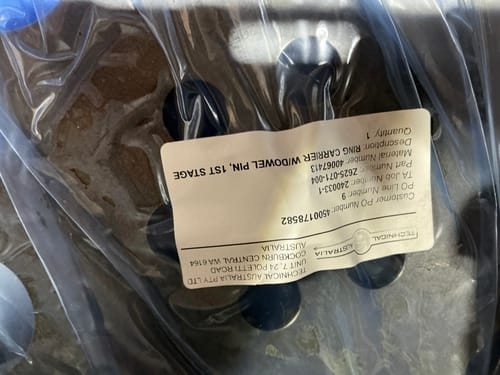 TECHNICAL AUSTRALIA
TECHNICAL AUSTRALIA PTY LTD
UNIT 7, 24 POLETTI ROAD
COCKBURN CENTRAL WA 6164
AUSTRALIA
Customer PO Number: 4500178582
PO Line Number: 9
TA Job Number: 240033-1
Part Number: Z625-071-004
Material Number: 40067413
Description: RING CARRIER W/DOWEL PIN, 1ST STAGE
Quantity: 1